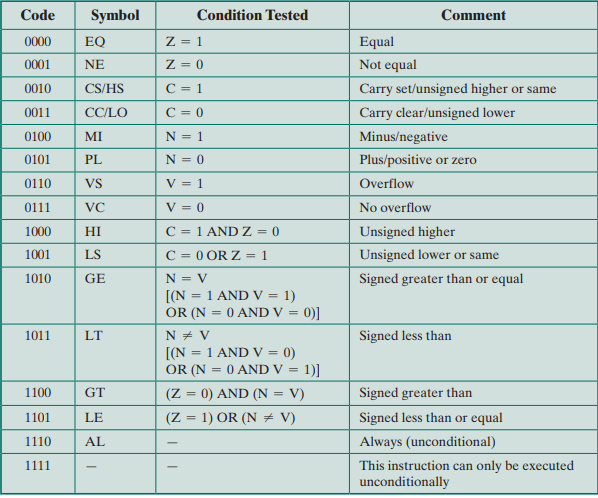 Code Symbol Condition Tested Comment
0000 EQ Z = 1 Equal
0001 NE Z = 0 Not equal
0010 CS/HS C = 1 Carry set/unsigned higher or same
0011 CC/LO C = 0 Carry clear/unsigned lower
0100 MI N = 1 Minus/negative
0101 PL N = 0 Plus/positive or zero
0110 VS V = 1 Overflow
0111 VC V = 0 No overflow
1000 HI C = 1 AND Z = 0 Unsigned higher
1001 LS C = 0 OR Z = 1 Unsigned lower or same
1010 GE N = V Signed greater than or equal
[(N = 1 AND V = 1)
OR (N = 0 AND V = 0)]
1011 LT N ≠ V Signed less than
[(N = 1 AND V = 0)
OR (N = 0 AND V = 1)]
1100 GT (Z = 0) AND (N = V) Signed greater than
1101 LE (Z = 1) OR (N ≠ V) Signed less than or equal
1110 AL – Always (unconditional)
1111 – – This instruction can only be executed
unconditionally